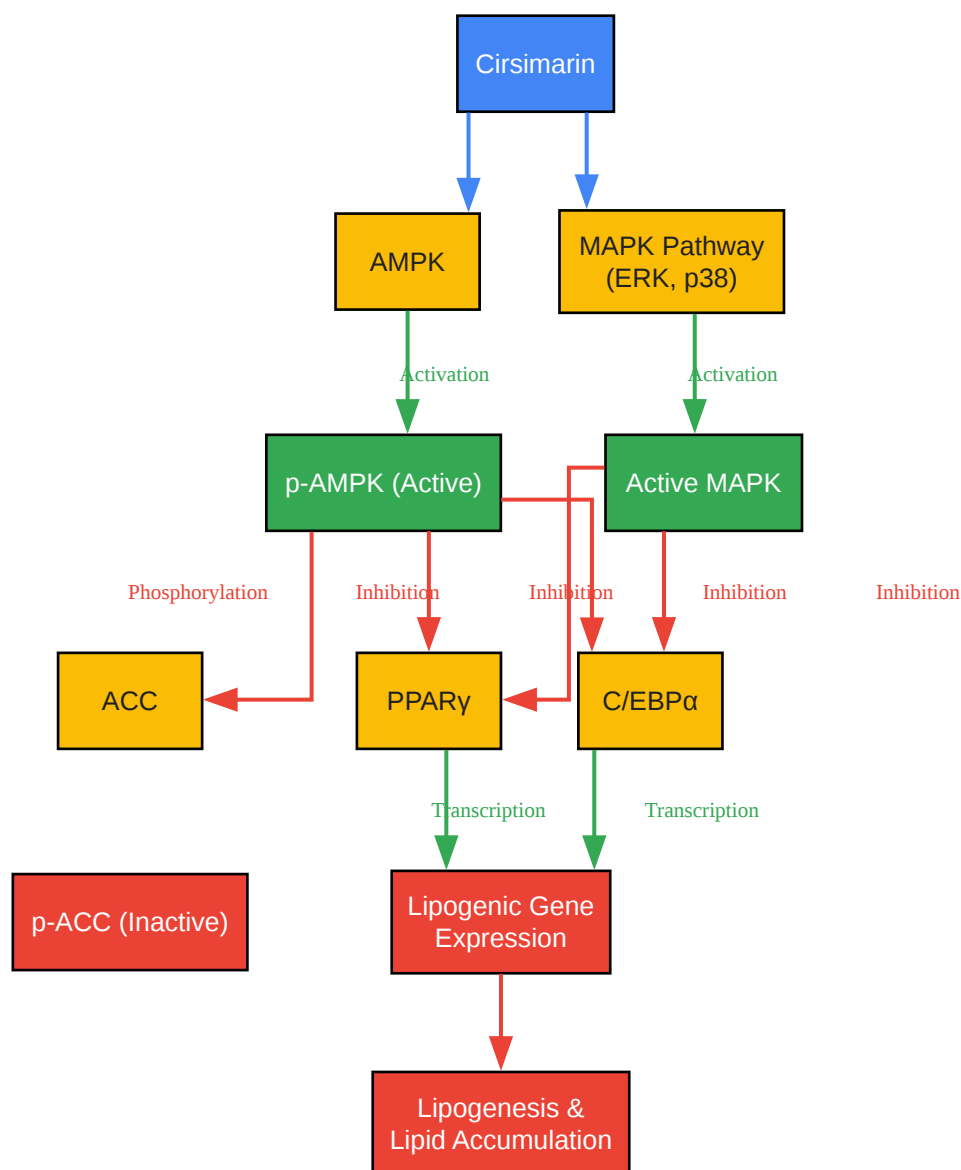 Cirsimarin
AMPK
MAPK Pathway
(ERK, p38)
Activation
Activation
p-AMPK (Active)
Active MAPK
Phosphorylation
Inhibition
Inhibition
Inhibition
Inhibition
ACC
PPARγ
C/EBPα
Transcription
Transcription
p-ACC (Inactive)
Lipogenic Gene
Expression
Lipogenesis &
Lipid Accumulation